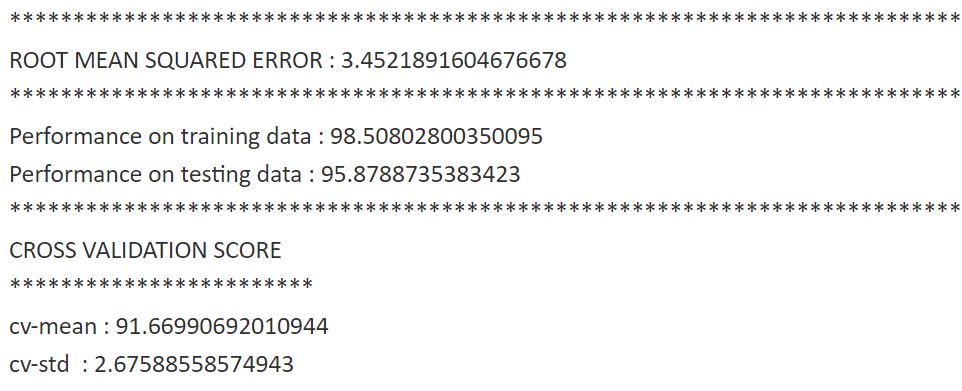 ***************************************************************************
ROOT MEAN SQUARED ERROR : 3.4521891604676678
***************************************************************************
Performance on training data : 98.50802800350095
Performance on testing data : 95.8788735383423
***************************************************************************
CROSS VALIDATION SCORE
************************
cv-mean : 91.66990692010944
cv-std  : 2.67588558574943